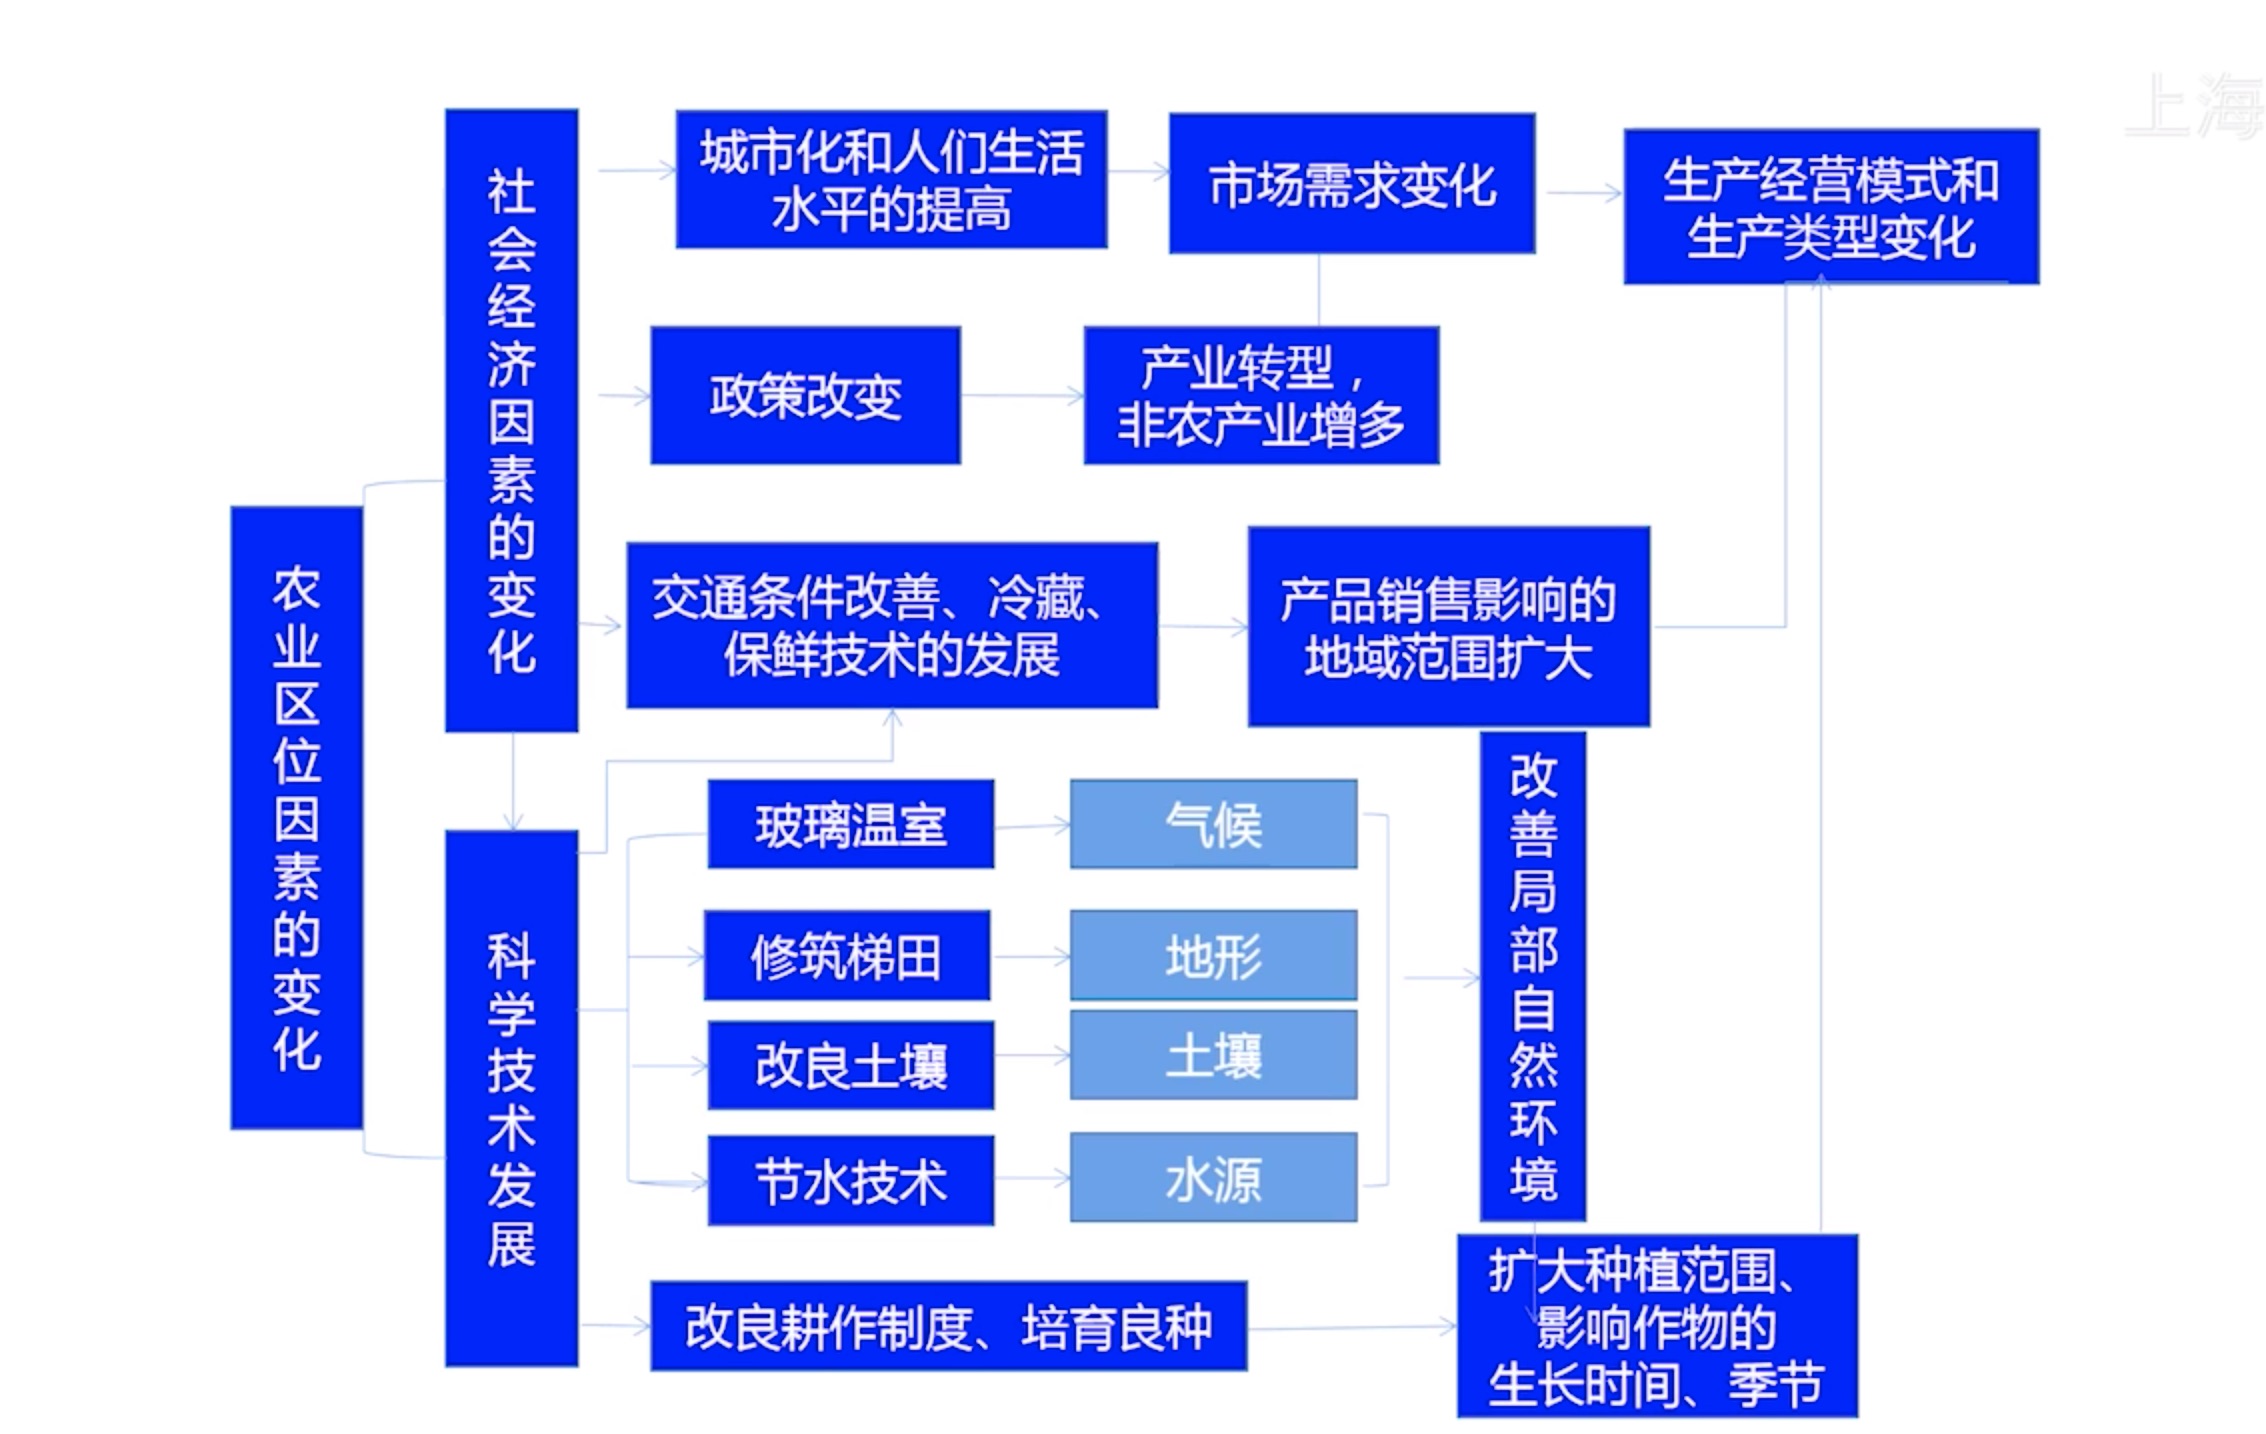 上海
城市化和人们生活
水平的提高
市场需求变化
生产经营模式和
生产类型变化
社会经济因素的变化
政策改变
产业转型，
非农产业增多
农业区位因素的变化
交通条件改善、冷藏、
保鲜技术的发展
产品销售影响的
地域范围扩大
科学技术发展
玻璃温室
气候
修筑梯田
地形
改良土壤
土壤
节水技术
水源
改善局部自然环境
改良耕作制度、培育良种
扩大种植范围、
影响作物的
生长时间、季节